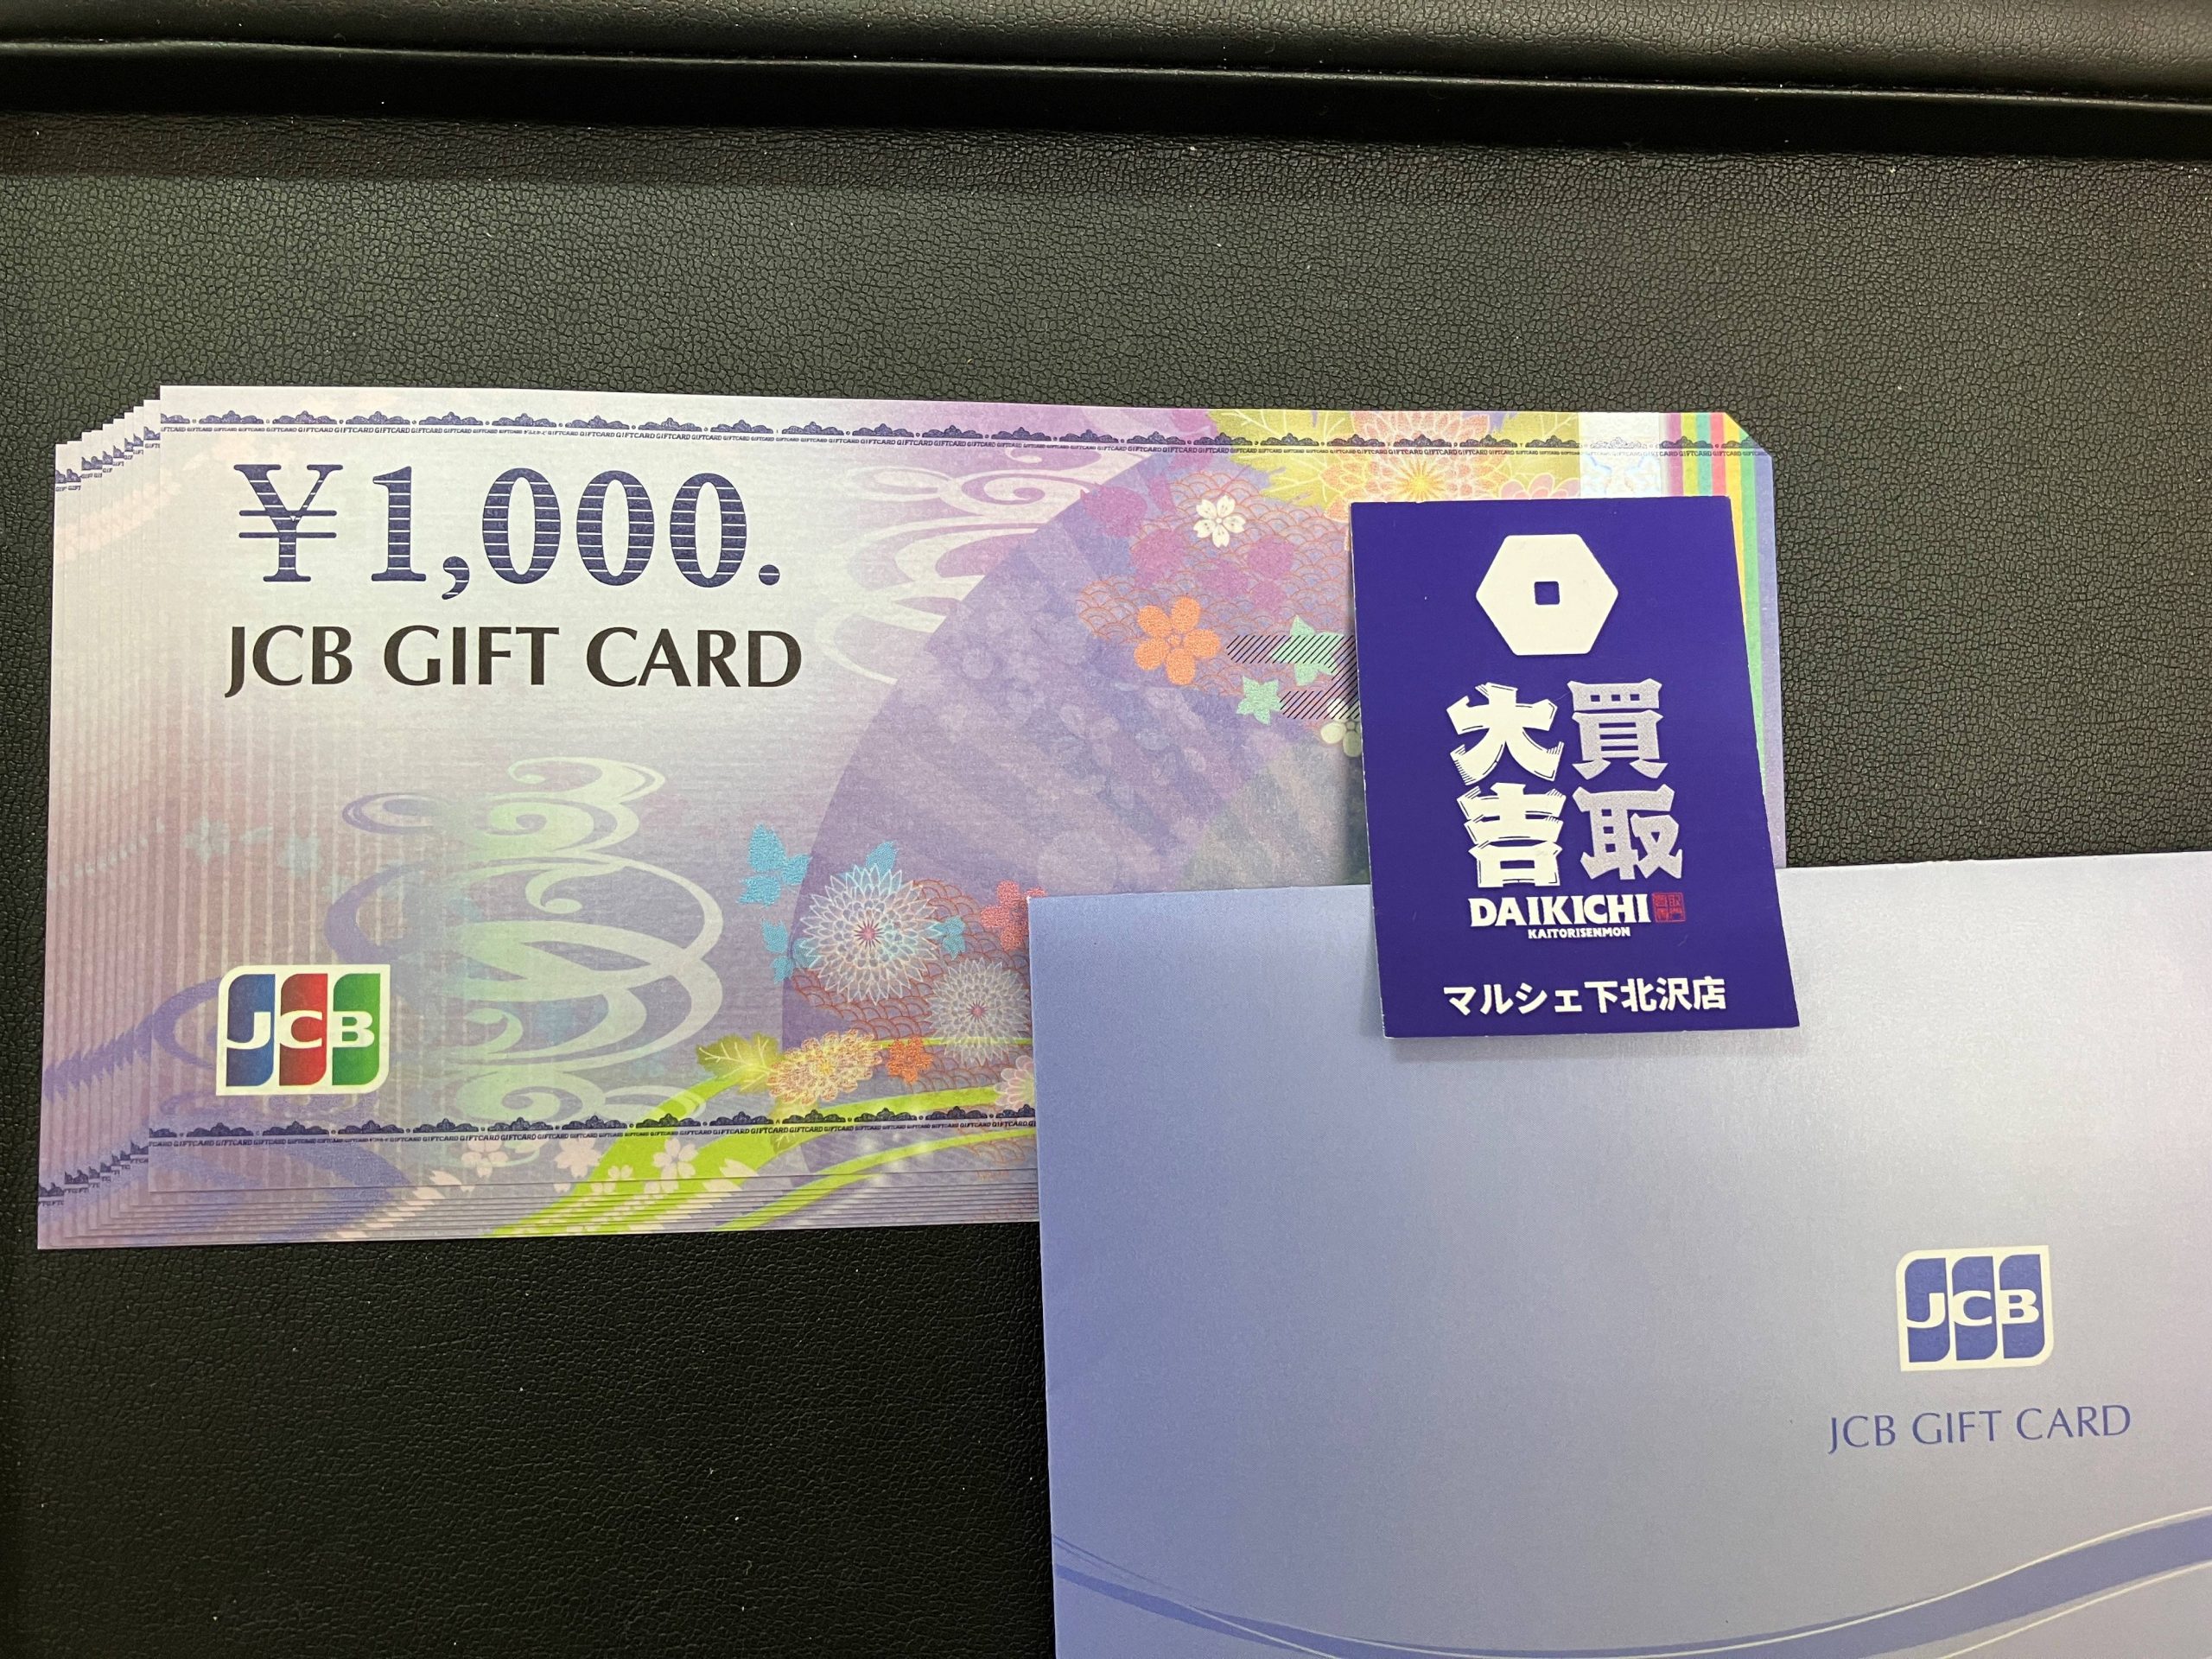 ¥1,000.
JCB GIFT CARD
JCB
買取
大吉
DAIKICHI
KAITORISENMON
マルシェ下北沢店
JCB
JCB GIFT CARD